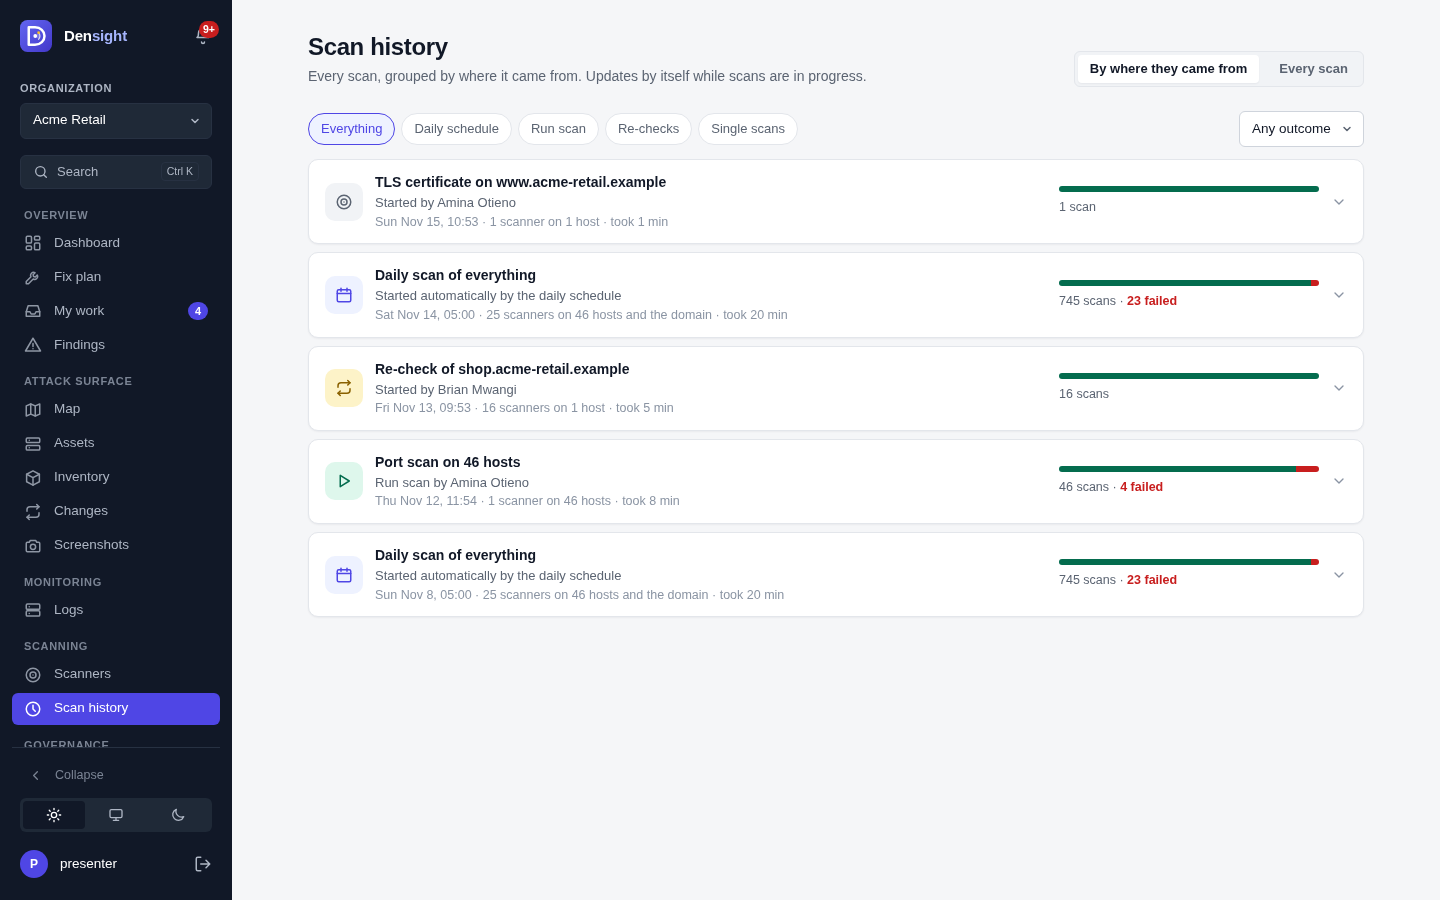 Densight
9+
ORGANIZATION
Acme Retail
Search Ctrl K
OVERVIEW
Dashboard
Fix plan
My work 4
Findings
ATTACK SURFACE
Map
Assets
Inventory
Changes
Screenshots
MONITORING
Logs
SCANNING
Scanners
Scan history
GOVERNANCE
Collapse
P presenter
Scan history
Every scan, grouped by where it came from. Updates by itself while scans are in progress.
By where they came from Every scan
Everything Daily schedule Run scan Re-checks Single scans Any outcome
TLS certificate on www.acme-retail.example
Started by Amina Otieno
Sun Nov 15, 10:53 · 1 scanner on 1 host · took 1 min
1 scan
Daily scan of everything
Started automatically by the daily schedule
Sat Nov 14, 05:00 · 25 scanners on 46 hosts and the domain · took 20 min
745 scans · 23 failed
Re-check of shop.acme-retail.example
Started by Brian Mwangi
Fri Nov 13, 09:53 · 16 scanners on 1 host · took 5 min
16 scans
Port scan on 46 hosts
Run scan by Amina Otieno
Thu Nov 12, 11:54 · 1 scanner on 46 hosts · took 8 min
46 scans · 4 failed
Daily scan of everything
Started automatically by the daily schedule
Sun Nov 8, 05:00 · 25 scanners on 46 hosts and the domain · took 20 min
745 scans · 23 failed